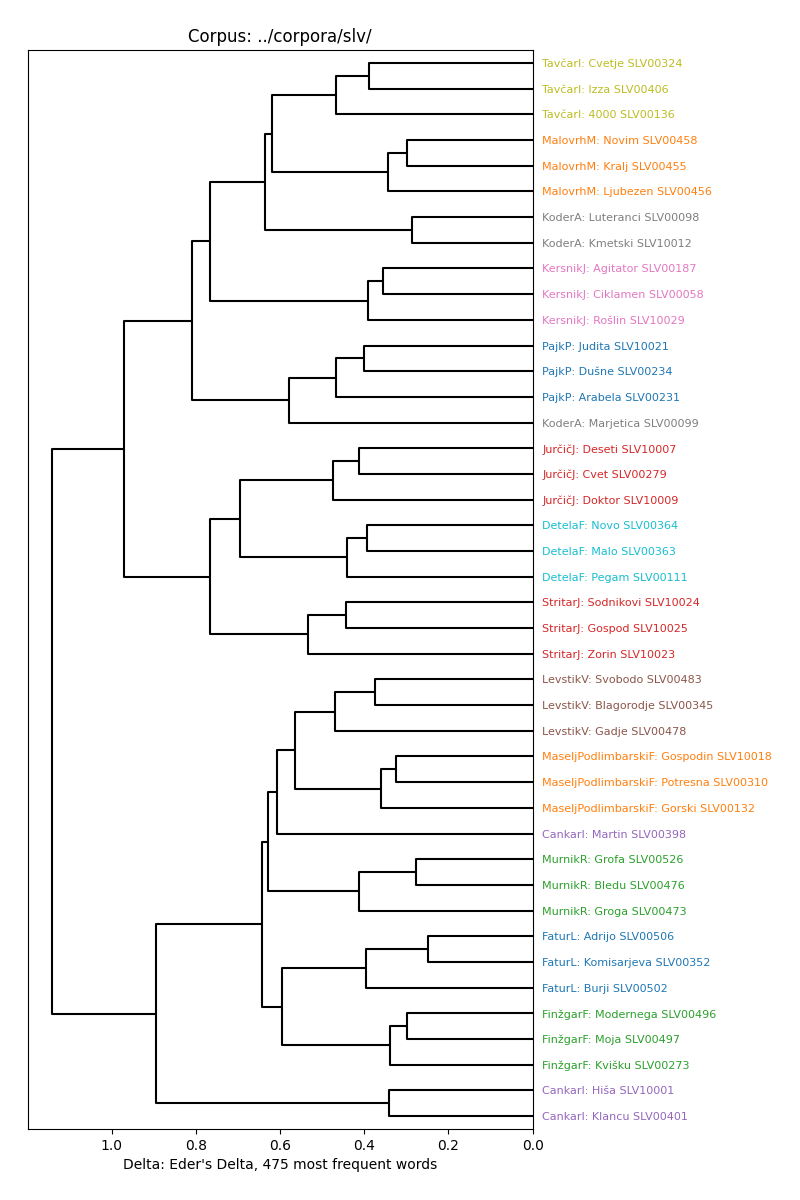 Corpus: ../corpora/slv/
TavčarI: Cvetje SLV00324
TavčarI: Izza SLV00406
TavčarI: 4000 SLV00136
MalovrhM: Novim SLV00458
MalovrhM: Kralj SLV00455
MalovrhM: Ljubezen SLV00456
KoderA: Luteranci SLV00098
KoderA: Kmetski SLV10012
KersnikJ: Agitator SLV00187
KersnikJ: Ciklamen SLV00058
KersnikJ: Rošlin SLV10029
PajkP: Judita SLV10021
PajkP: Dušne SLV00234
PajkP: Arabela SLV00231
KoderA: Marjetica SLV00099
JurčičJ: Deseti SLV10007
JurčičJ: Cvet SLV00279
JurčičJ: Doktor SLV10009
DetelaF: Novo SLV00364
DetelaF: Malo SLV00363
DetelaF: Pegam SLV00111
StritarJ: Sodnikovi SLV10024
StritarJ: Gospod SLV10025
StritarJ: Zorin SLV10023
LevstikV: Svobodo SLV00483
LevstikV: Blagorodje SLV00345
LevstikV: Gadje SLV00478
MaseljPodlimbarskiF: Gospodin SLV10018
MaseljPodlimbarskiF: Potresna SLV00310
MaseljPodlimbarskiF: Gorski SLV00132
CankarI: Martin SLV00398
MurnikR: Grofa SLV00526
MurnikR: Bledu SLV00476
MurnikR: Groga SLV00473
FaturL: Adrijo SLV00506
FaturL: Komisarjeva SLV00352
FaturL: Burji SLV00502
FinžgarF: Modernega SLV00496
FinžgarF: Moja SLV00497
FinžgarF: Kvišku SLV00273
CankarI: Hiša SLV10001
CankarI: Klancu SLV00401
1.0 0.8 0.6 0.4 0.2 0.0
Delta: Eder's Delta, 475 most frequent words